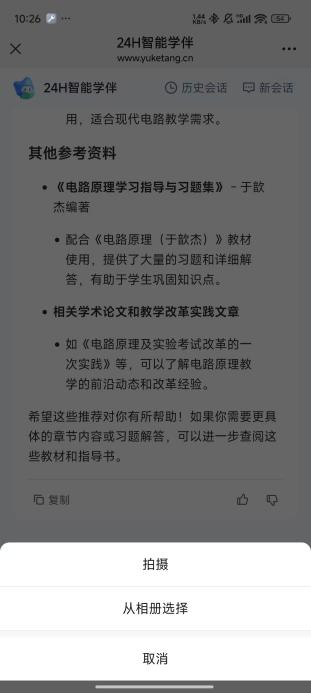 10:26
1.44 KB/s
54
24H智能学伴
www.yuketang.cn
24H智能学伴 历史会话 新会话
用，适合现代电路教学需求。
其他参考资料
• 《电路原理学习指导与习题集》 - 于歆
杰编著
• 配合《电路原理（于歆杰）》教材
使用，提供了大量的习题和详细解
答，有助于学生巩固知识点。
• 相关学术论文和教学改革实践文章
• 如《电路原理及实验考试改革的一
次实践》等，可以了解电路原理教
学的前沿动态和改革经验。
希望这些推荐对你有所帮助！如果你需要更具
体的章节内容或习题解答，可以进一步查阅这
些教材和指导书。
复制
拍摄
从相册选择
取消